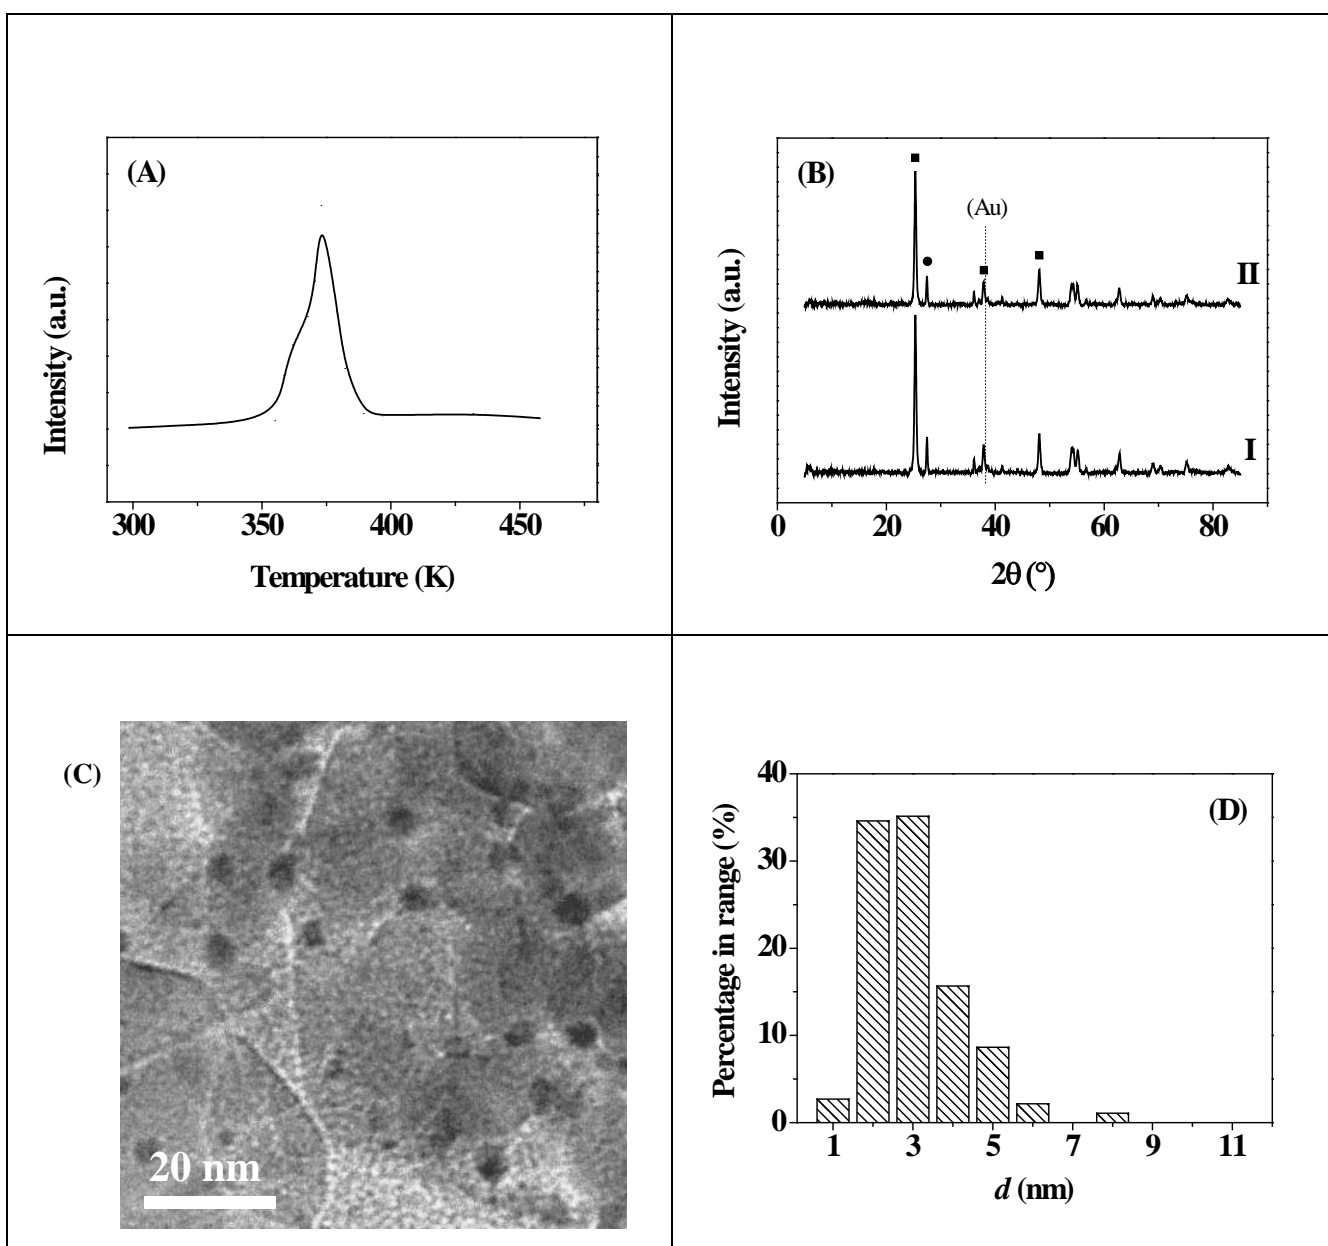 (A)
Intensity (a.u.)
300 350 400 450
Temperature (K)
(B)
(Au)
II
I
Intensity (a.u.)
0 20 40 60 80
2θ (°)
(C)
20 nm
(D)
Percentage in range (%)
40
30
20
10
0
1 3 5 7 9 11
d (nm)